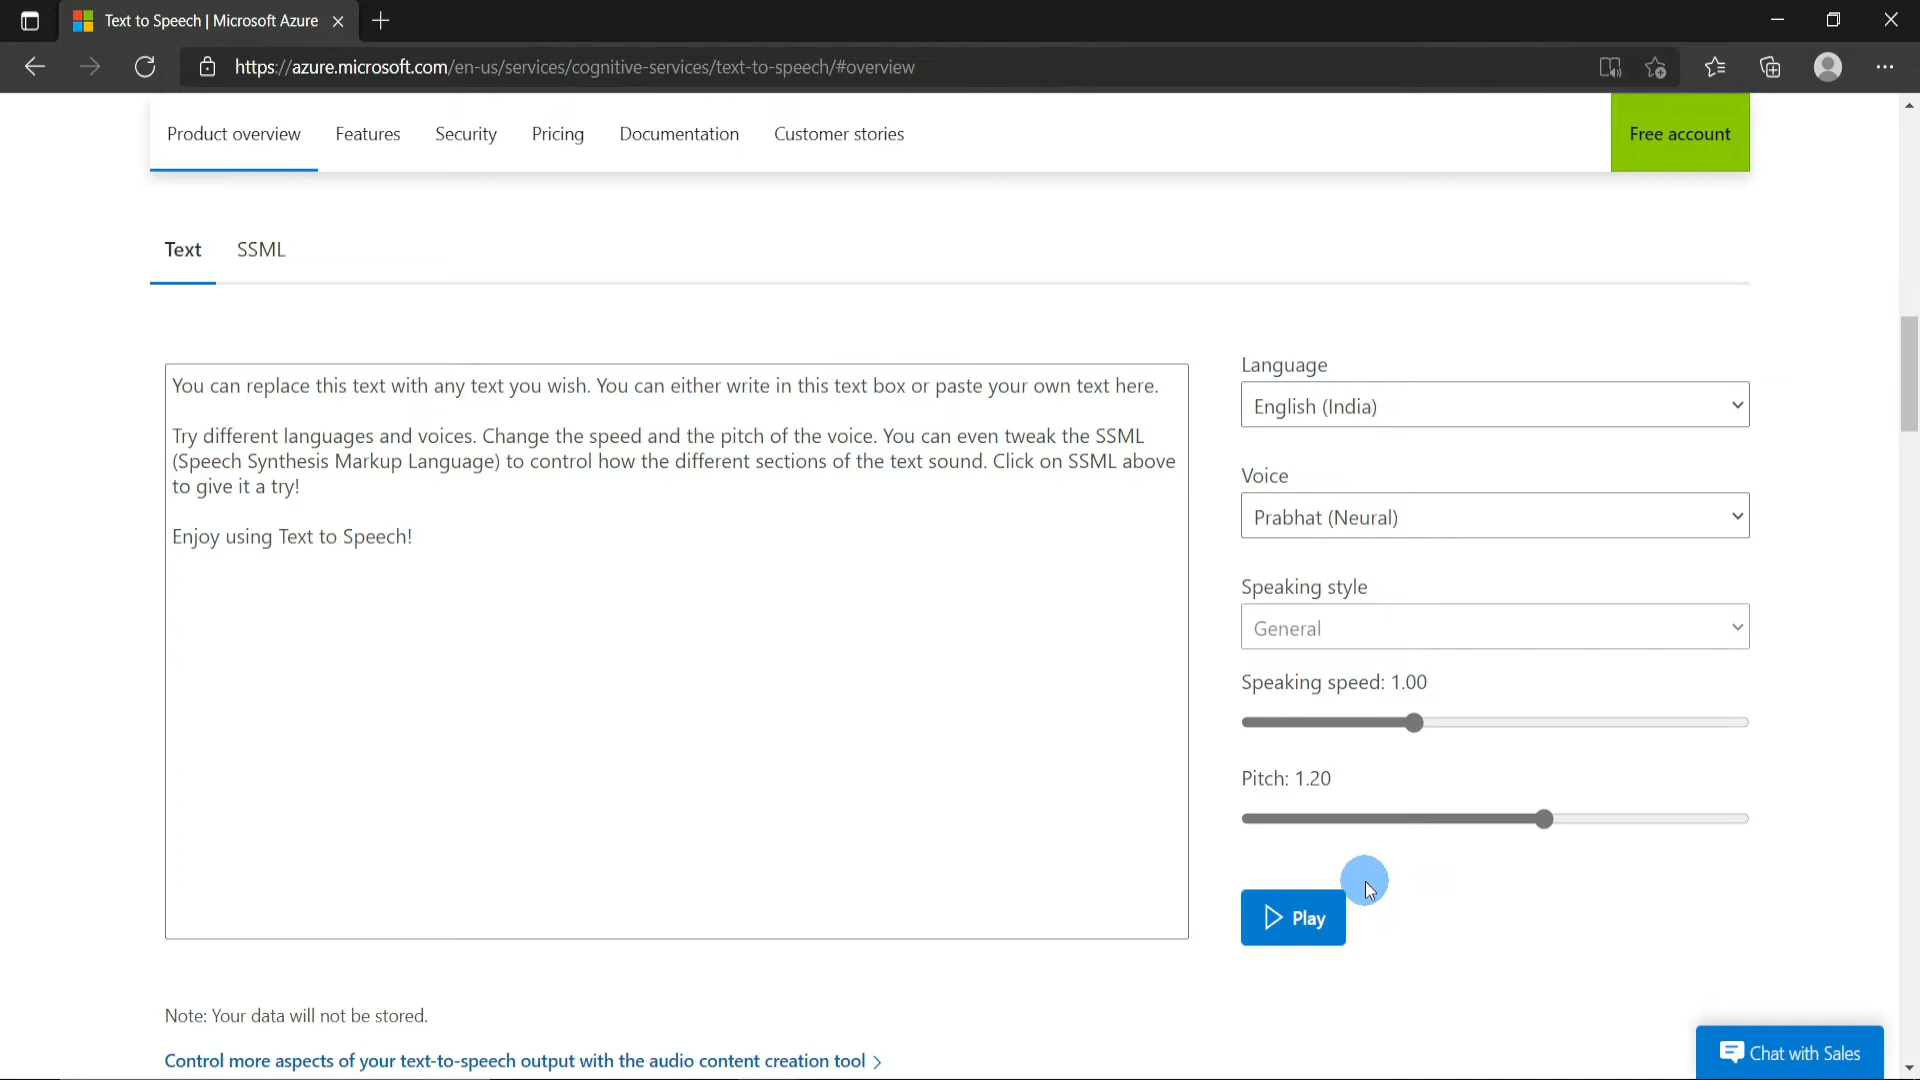 Text to Speech | Microsoft Azure
https://azure.microsoft.com/en-us/services/cognitive-services/text-to-speech/#overview
Product overview Features Security Pricing Documentation Customer stories Free account
Text SSML
You can replace this text with any text you wish. You can either write in this text box or paste your own text here.
Try different languages and voices. Change the speed and the pitch of the voice. You can even tweak the SSML
(Speech Synthesis Markup Language) to control how the different sections of the text sound. Click on SSML above
to give it a try!
Enjoy using Text to Speech!
Language
English (India)
Voice
Prabhat (Neural)
Speaking style
General
Speaking speed: 1.00
Pitch: 1.20
Play
Note: Your data will not be stored.
Control more aspects of your text-to-speech output with the audio content creation tool
Chat with Sales